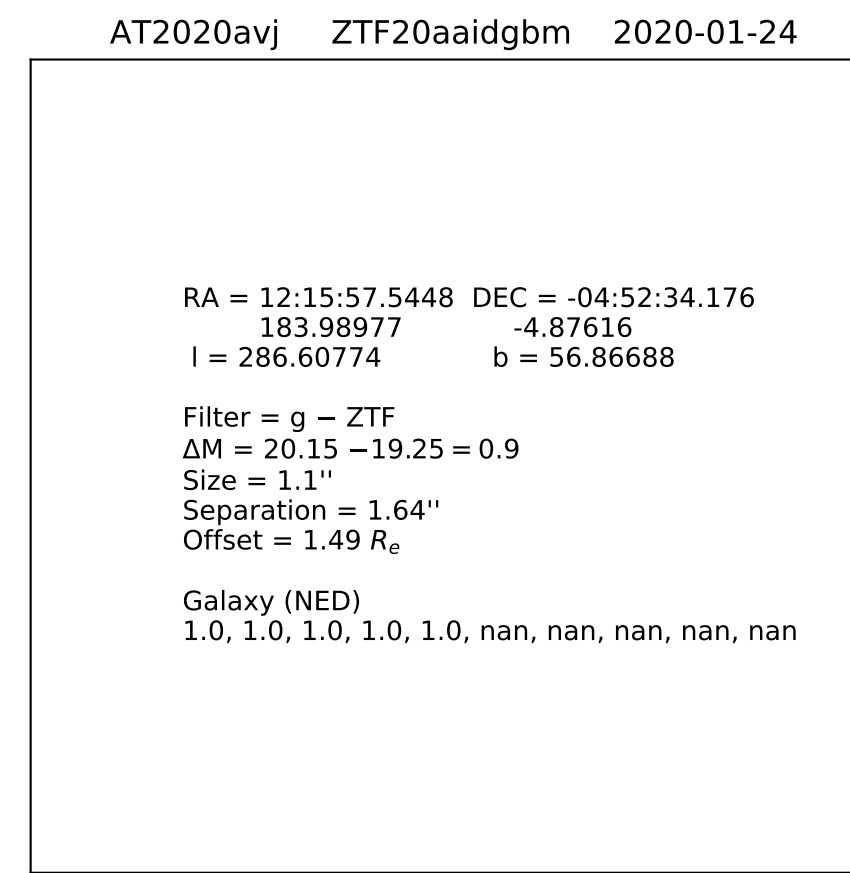 AT2020avj ZTF20aaidgbm 2020-01-24
RA = 12:15:57.5448 DEC = -04:52:34.176
183.98977 -4.87616
l = 286.60774 b = 56.86688
Filter = g − ZTF
ΔM = 20.15 −19.25 = 0.9
Size = 1.1''
Separation = 1.64''
Offset = 1.49 Rₑ
Galaxy (NED)
1.0, 1.0, 1.0, 1.0, 1.0, nan, nan, nan, nan, nan